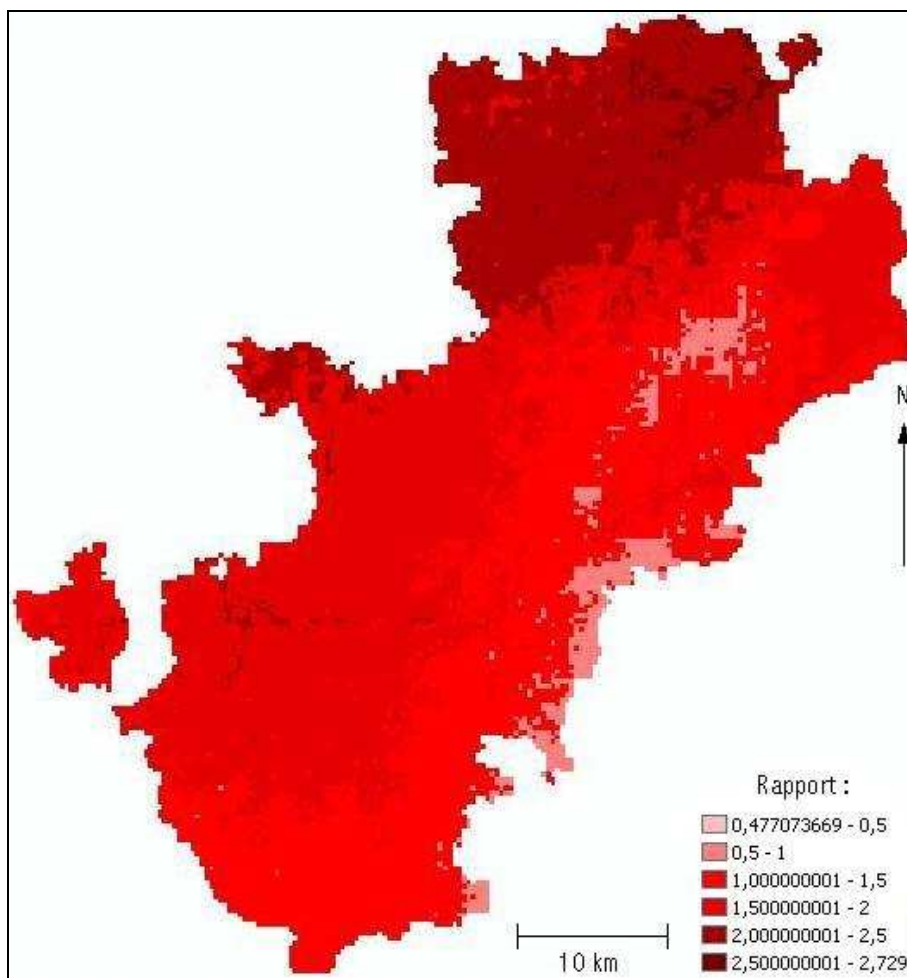 N
Rapport :
0,477073669 - 0,5
0,5 - 1
1,000000001 - 1,5
1,500000001 - 2
2,000000001 - 2,5
2,500000001 - 2,729
10 km